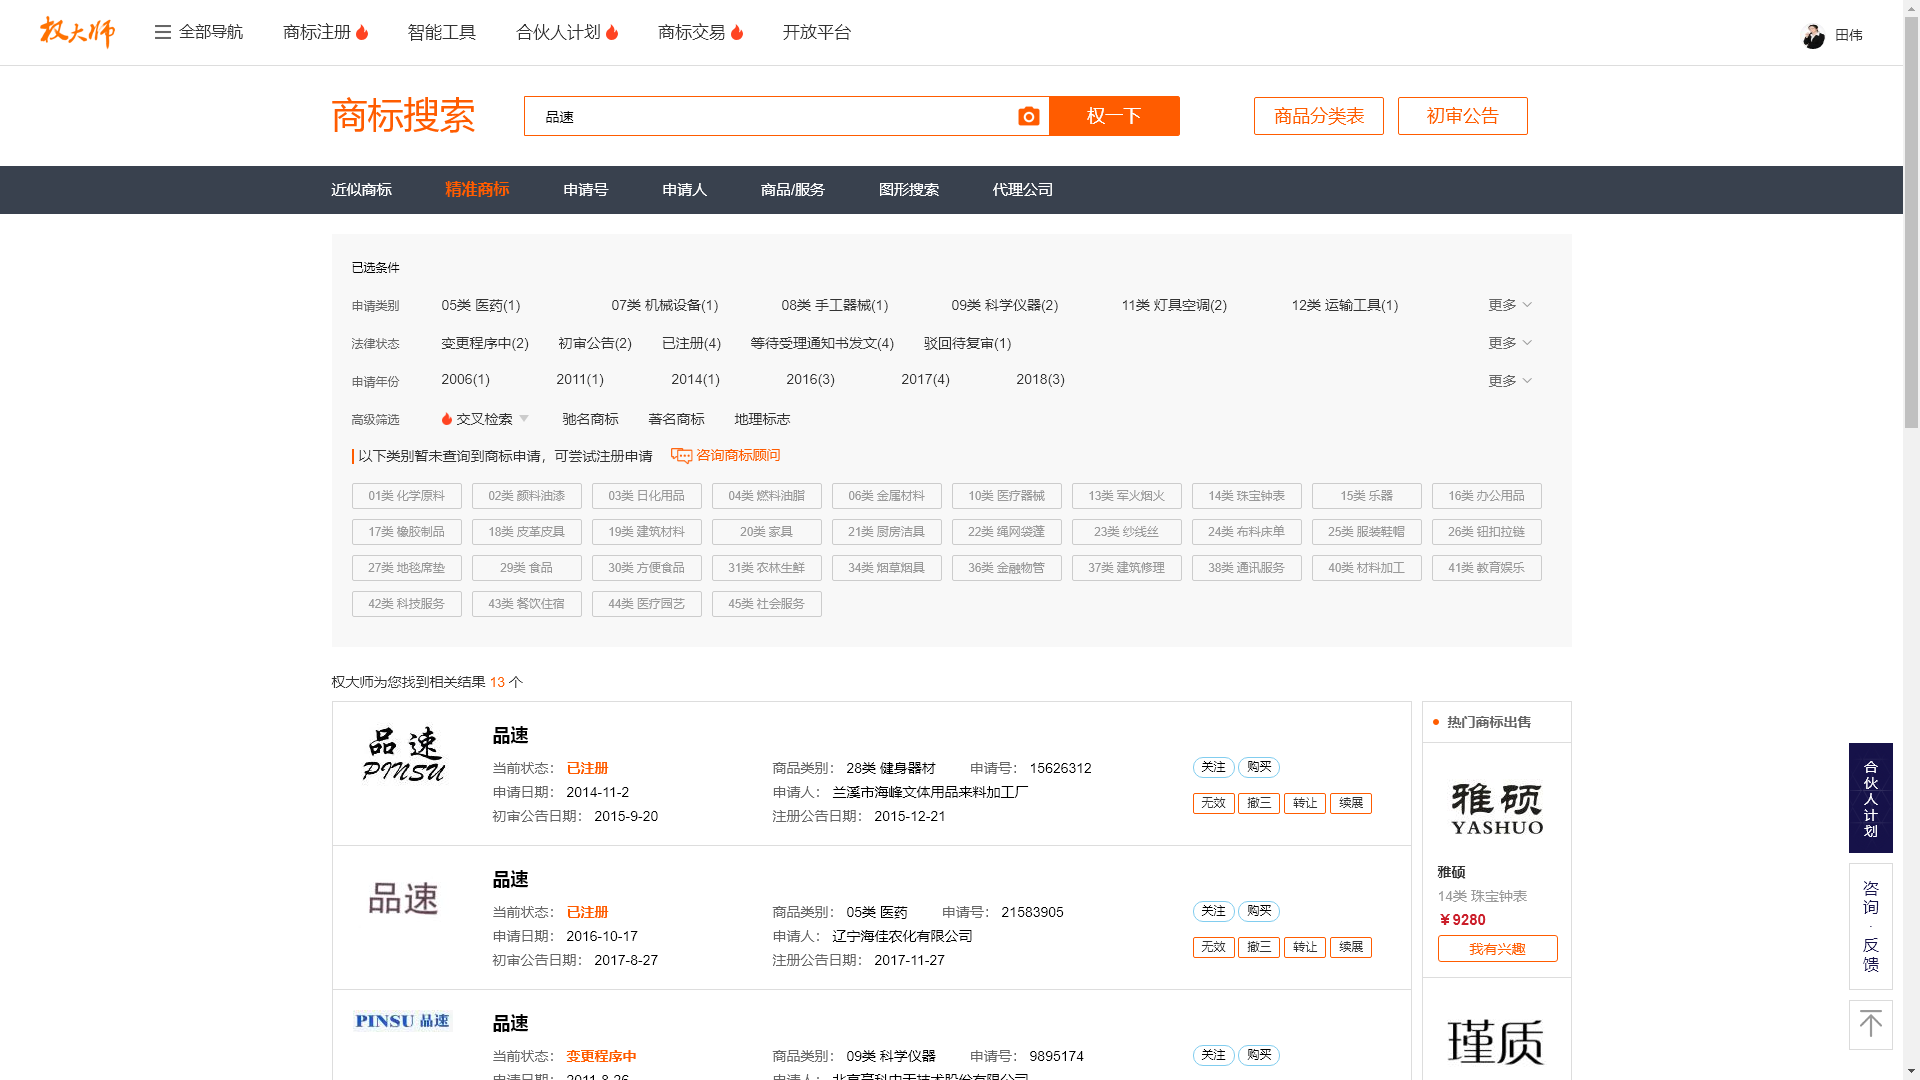 权大师 全部导航 商标注册 智能工具 合伙人计划 商标交易 开放平台 田伟
商标搜索 品速 权一下 商品分类表 初审公告
近似商标 精准商标 申请号 申请人 商品/服务 图形搜索 代理公司
已选条件
申请类别 05类 医药(1) 07类 机械设备(1) 08类 手工器械(1) 09类 科学仪器(2) 11类 灯具空调(2) 12类 运输工具(1) 更多
法律状态 变更程序中(2) 初审公告(2) 已注册(4) 等待受理通知书发文(4) 驳回待复审(1) 更多
申请年份 2006(1) 2011(1) 2014(1) 2016(3) 2017(4) 2018(3) 更多
高级筛选 交叉检索 驰名商标 著名商标 地理标志
以下类别暂未查询到商标申请，可尝试注册申请 咨询商标顾问
01类 化学原料 02类 颜料油漆 03类 日化用品 04类 燃料油脂 06类 金属材料 10类 医疗器械 13类 军火烟火 14类 珠宝钟表 15类 乐器 16类 办公用品
17类 橡胶制品 18类 皮革皮具 19类 建筑材料 20类 家具 21类 厨房洁具 22类 绳网袋蓬 23类 纱线丝 24类 布料床单 25类 服装鞋帽 26类 钮扣拉链
27类 地毯席垫 29类 食品 30类 方便食品 31类 农林生鲜 34类 烟草烟具 36类 金融物管 37类 建筑修理 38类 通讯服务 40类 材料加工 41类 教育娱乐
42类 科技服务 43类 餐饮住宿 44类 医疗园艺 45类 社会服务
权大师为您找到相关结果 13 个
品速
PINSU
品速
当前状态： 已注册 商品类别： 28类 健身器材 申请号： 15626312 关注 购买
申请日期： 2014-11-2 申请人： 兰溪市海峰文体用品来料加工厂 无效 撤三 转让 续展
初审公告日期： 2015-9-20 注册公告日期： 2015-12-21
品速
品速
当前状态： 已注册 商品类别： 05类 医药 申请号： 21583905 关注 购买
申请日期： 2016-10-17 申请人： 辽宁海佳农化有限公司 无效 撤三 转让 续展
初审公告日期： 2017-8-27 注册公告日期： 2017-11-27
PINSU 品速
品速
当前状态： 变更程序中 商品类别： 09类 科学仪器 申请号： 9895174 关注 购买
申请日期： 2011-8-26 申请人：
热门商标出售
雅硕
YASHUO
雅硕
14类 珠宝钟表
￥9280
我有兴趣
瑾质
合伙人计划
咨询·反馈